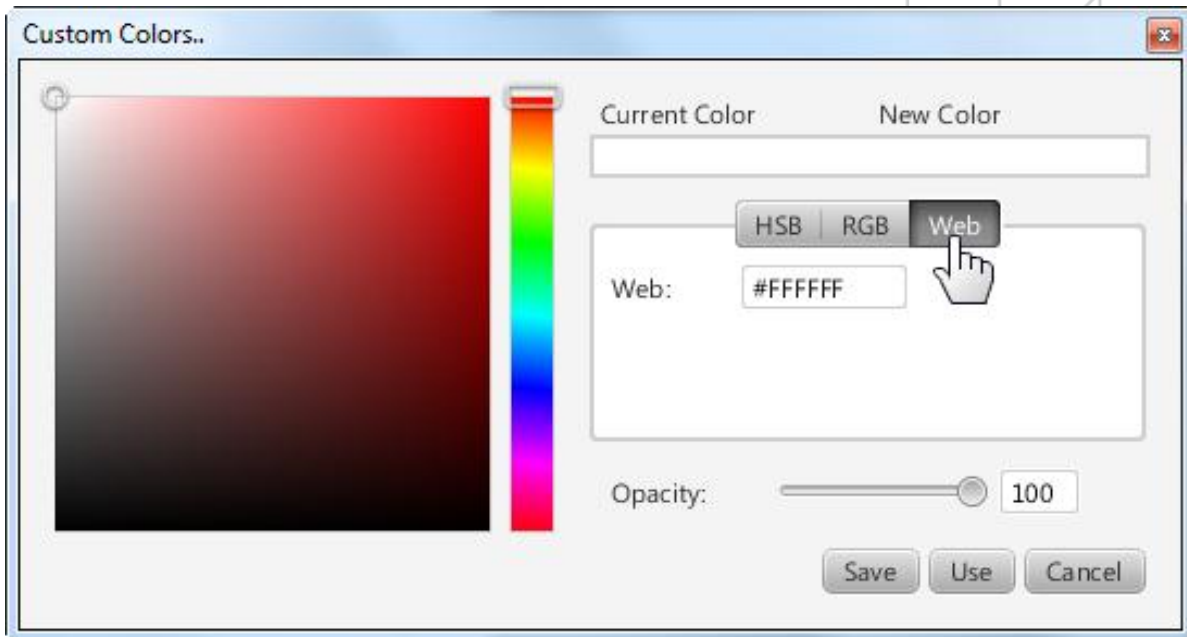 Custom Colors..
Current Color New Color
HSB RGB Web
Web: #FFFFFF
Opacity: 100
Save Use Cancel